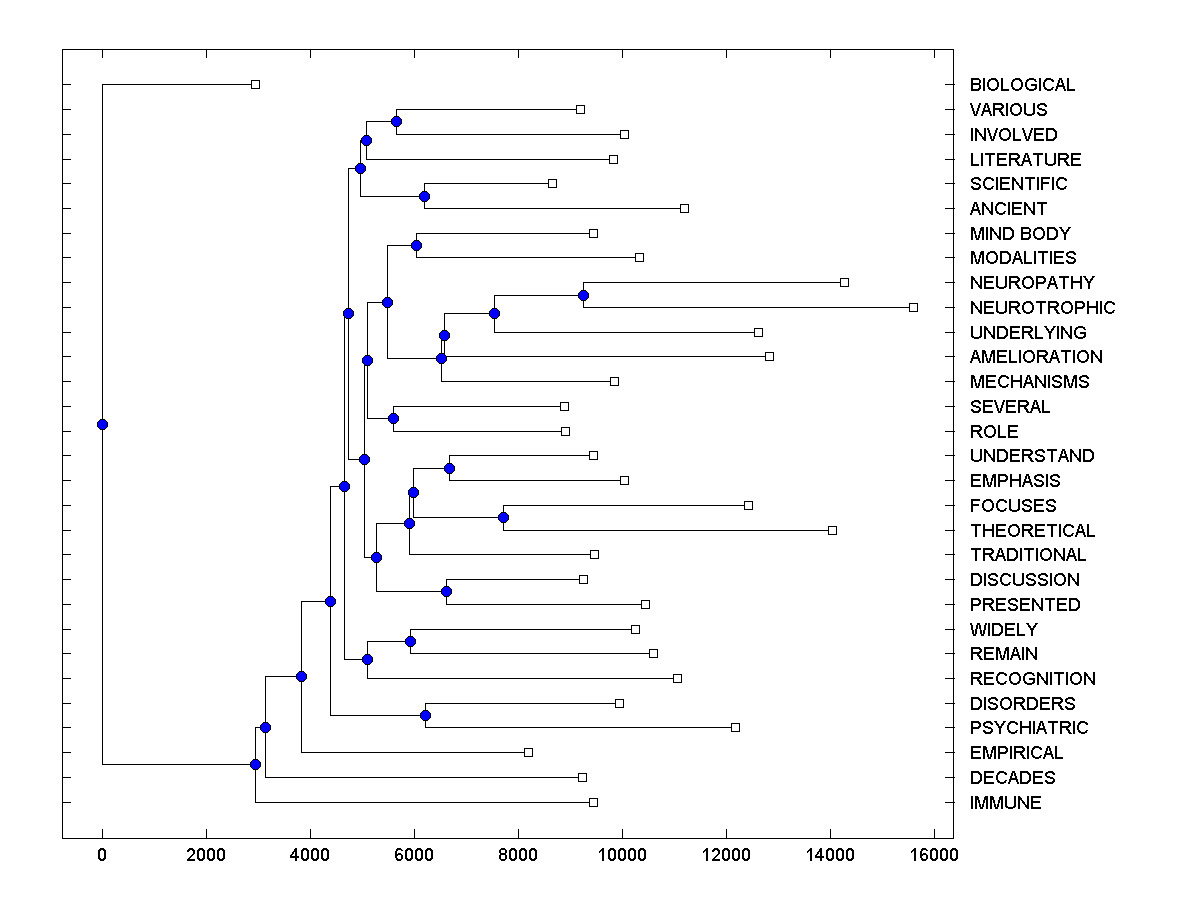 BIOLOGICAL
VARIOUS
INVOLVED
LITERATURE
SCIENTIFIC
ANCIENT
MIND BODY
MODALITIES
NEUROPATHY
NEUROTROPHIC
UNDERLYING
AMELIORATION
MECHANISMS
SEVERAL
ROLE
UNDERSTAND
EMPHASIS
FOCUSES
THEORETICAL
TRADITIONAL
DISCUSSION
PRESENTED
WIDELY
REMAIN
RECOGNITION
DISORDERS
PSYCHIATRIC
EMPIRICAL
DECADES
IMMUNE
0 2000 4000 6000 8000 10000 12000 14000 16000